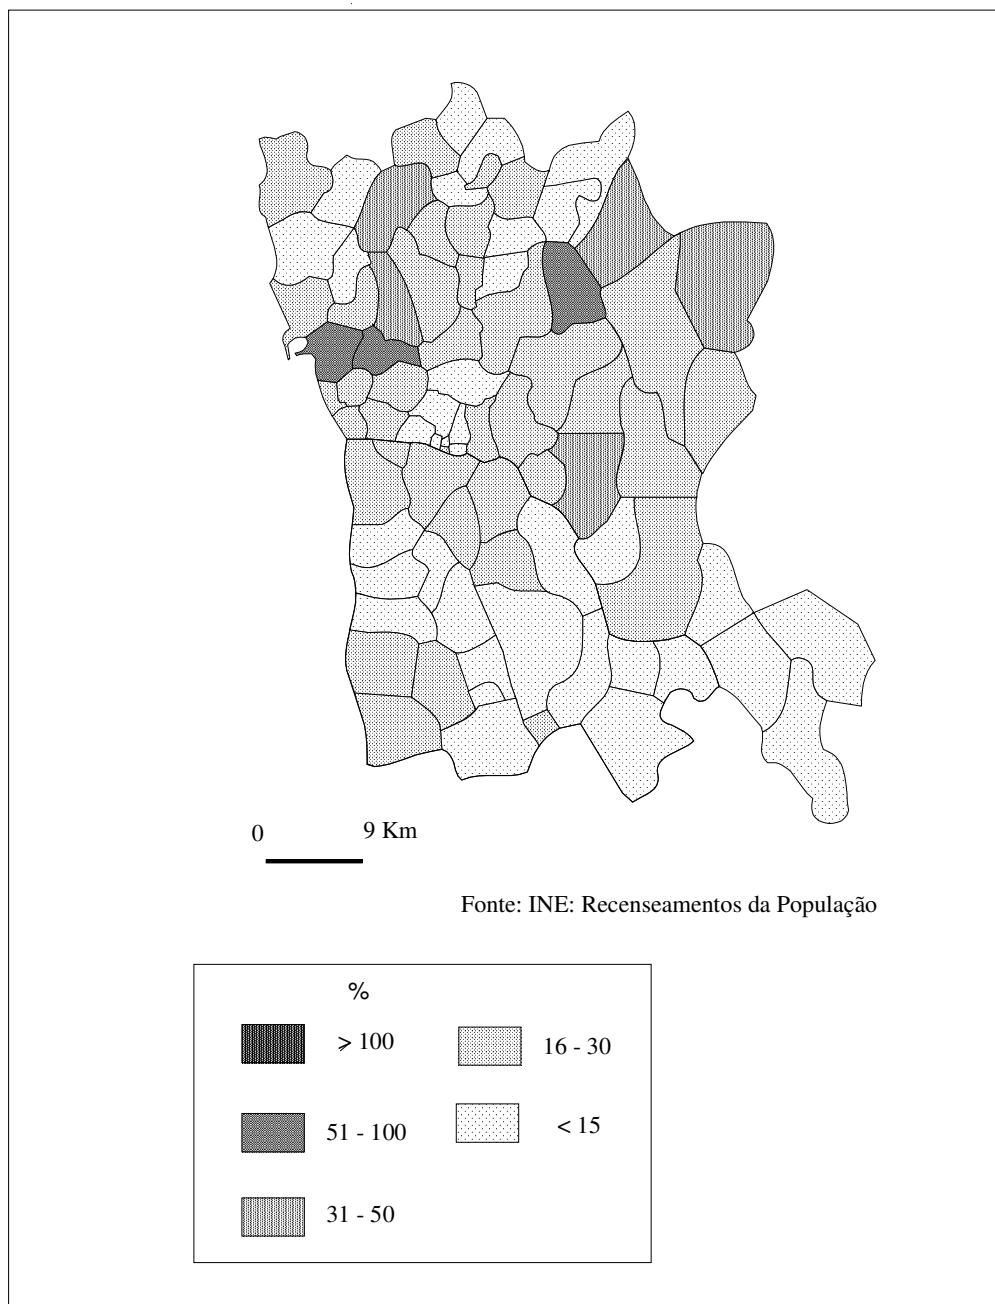 0 9 Km
Fonte: INE: Recenseamentos da População
%
> 100
16 - 30
51 - 100
< 15
31 - 50